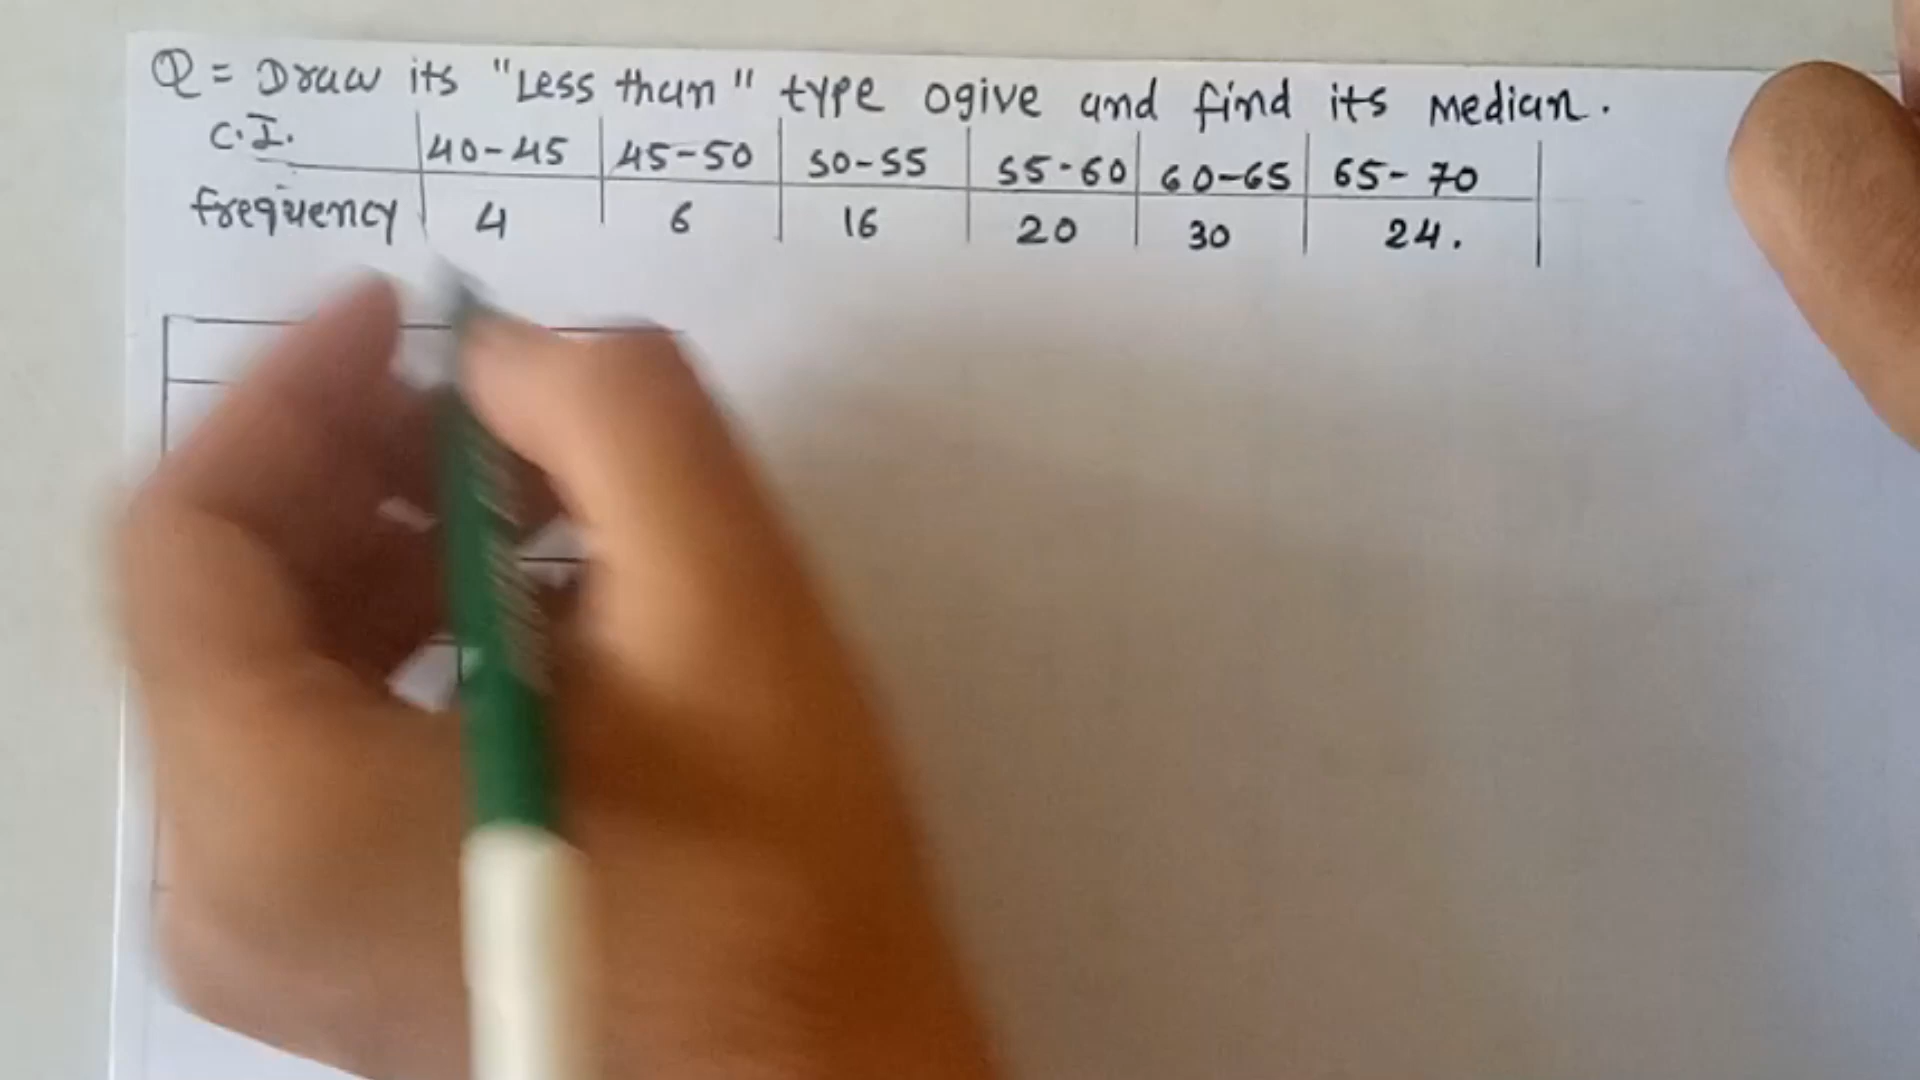 Q = Draw its "Less than" type ogive and find its Median.
C.I. 40-45 45-50 50-55 55-60 60-65 65-70
frequency 4 6 16 20 30 24.